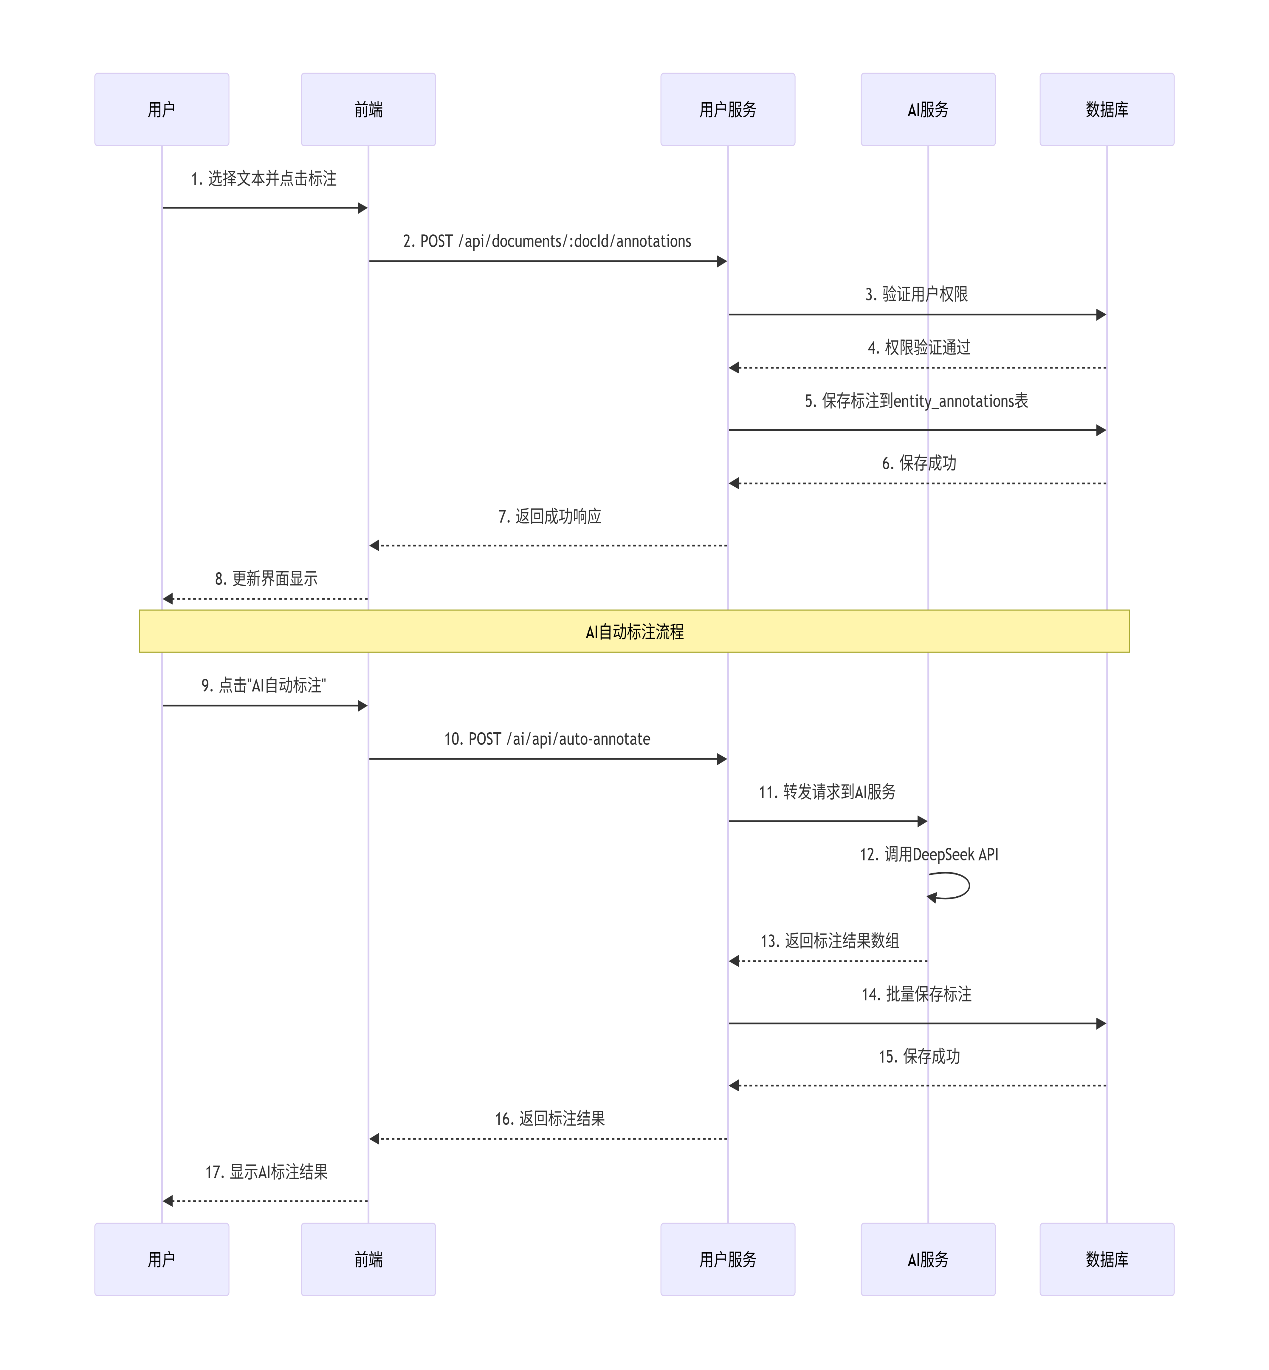 用户
前端
用户服务
AI服务
数据库
1. 选择文本并点击标注
2. POST /api/documents/:docId/annotations
3. 验证用户权限
4. 权限验证通过
5. 保存标注到entity_annotations表
6. 保存成功
7. 返回成功响应
8. 更新界面显示
AI自动标注流程
9. 点击"AI自动标注"
10. POST /ai/api/auto-annotate
11. 转发请求到AI服务
12. 调用DeepSeek API
13. 返回标注结果数组
14. 批量保存标注
15. 保存成功
16. 返回标注结果
17. 显示AI标注结果
用户
前端
用户服务
AI服务
数据库